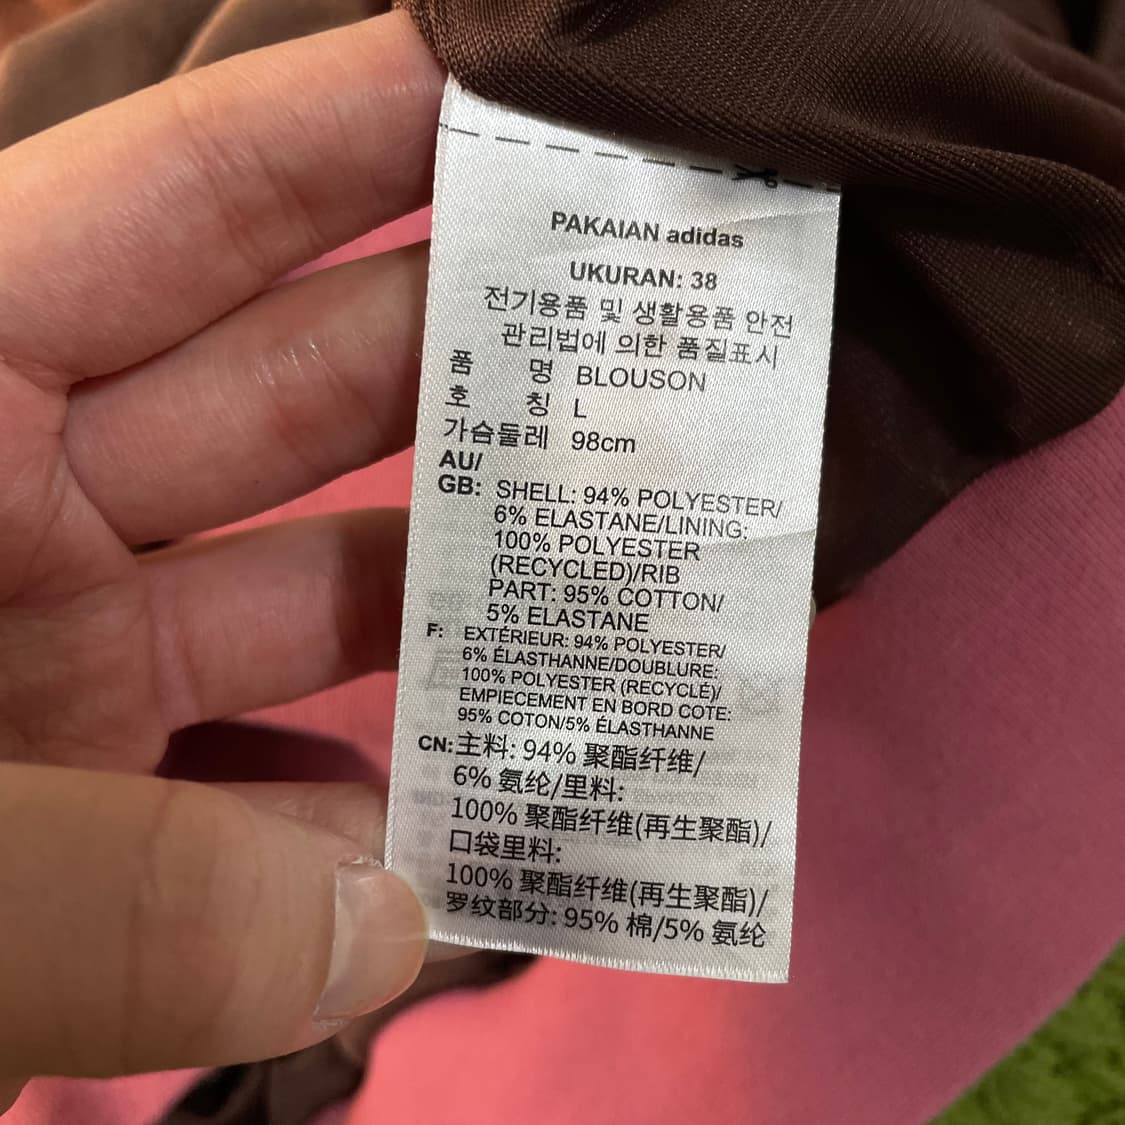 PAKAIAN adidas
UKURAN: 38
전기용품 및 생활용품 안전
관리법에 의한 품질표시
품 명 BLOUSON
호 칭 L
가슴둘레 98cm
AU/
GB: SHELL: 94% POLYESTER/
6% ELASTANE/LINING:
100% POLYESTER
(RECYCLED)/RIB
PART: 95% COTTON/
5% ELASTANE
F: EXTÉRIEUR: 94% POLYESTER/
6% ÉLASTHANNE/DOUBLURE:
100% POLYESTER (RECYCLÉ)/
EMPIECEMENT EN BORD COTE:
95% COTON/5% ÉLASTHANNE
CN: 主料: 94% 聚酯纤维/
6% 氨纶/里料:
100% 聚酯纤维(再生聚酯)/
口袋里料:
100% 聚酯纤维(再生聚酯)/
罗纹部分: 95% 棉/5% 氨纶